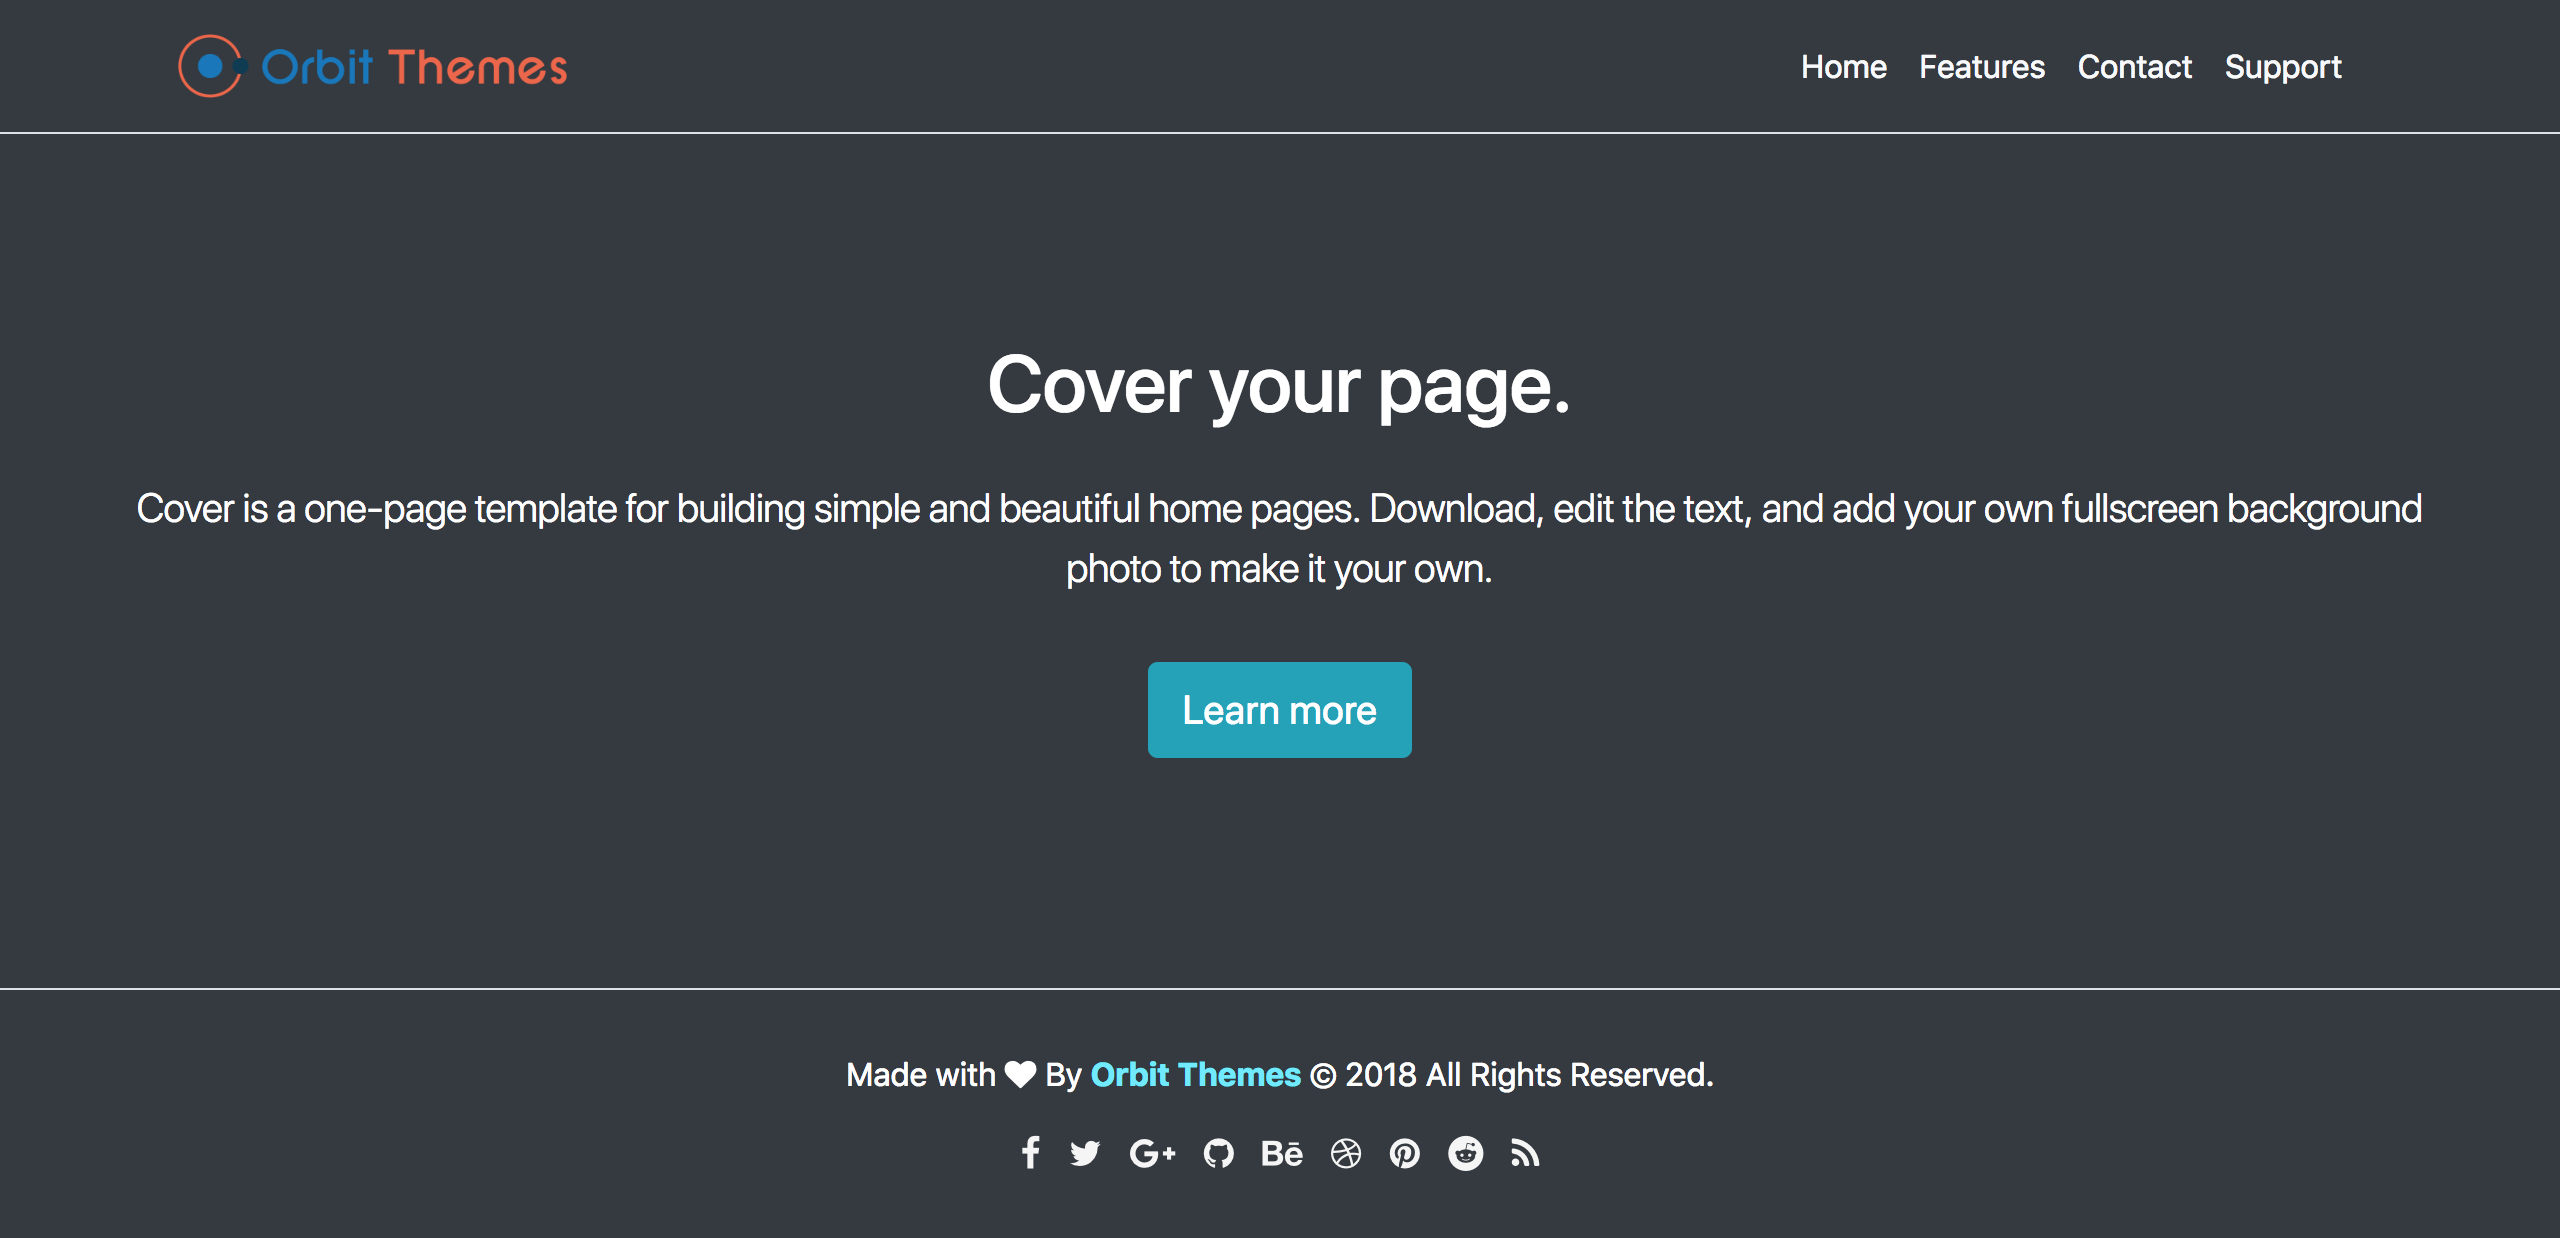 Orbit Themes
Home Features Contact Support
Cover your page.
Cover is a one-page template for building simple and beautiful home pages. Download, edit the text, and add your own fullscreen background
photo to make it your own.
Learn more
Made with ♥ By Orbit Themes © 2018 All Rights Reserved.